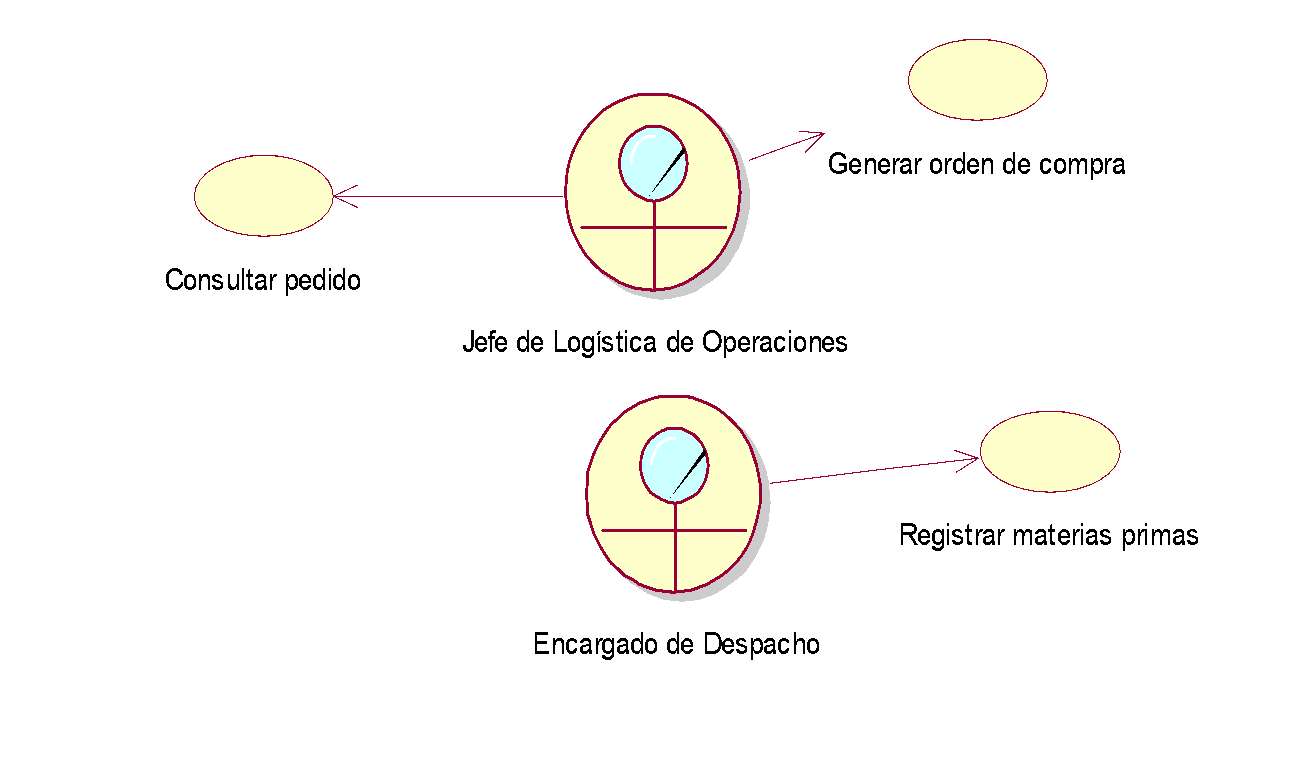 Generar orden de compra
Consultar pedido
Jefe de Logística de Operaciones
Registrar materias primas
Encargado de Despacho